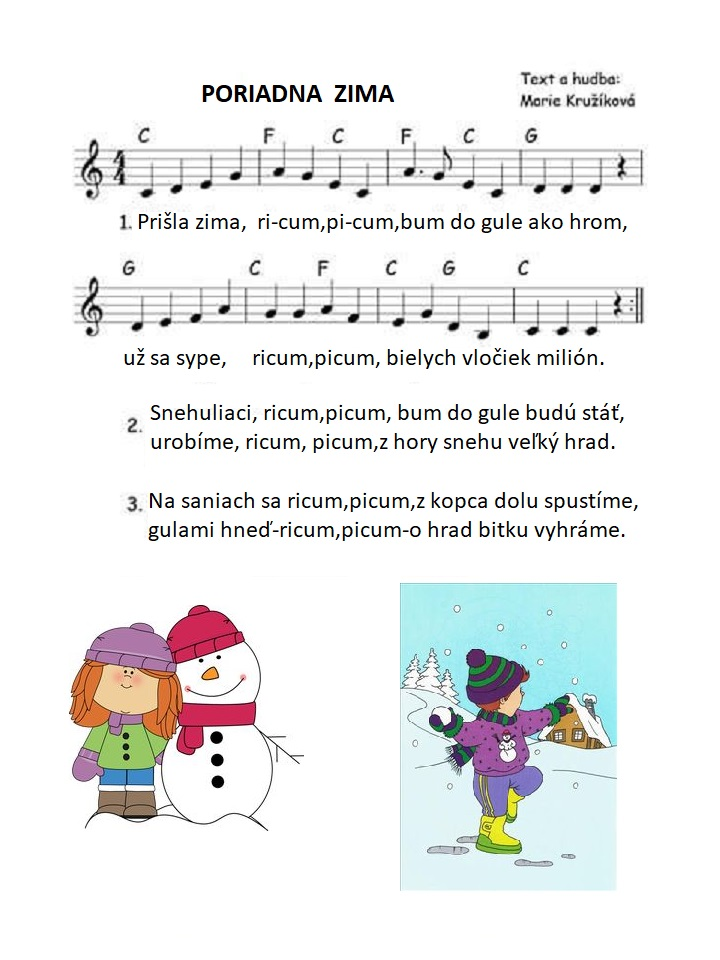 PORIADNA ZIMA
Text a hudba:
Marie Kružíková
C F C F C G
4
4
1. Prišla zima, ri-cum,pi-cum,bum do gule ako hrom,
G C F C G C
už sa sype, ricum,picum, bielych vločiek milión.
2. Snehuliaci, ricum,picum, bum do gule budú stáť,
urobíme, ricum, picum,z hory snehu veľký hrad.
3. Na saniach sa ricum,picum,z kopca dolu spustíme,
gulami hneď-ricum,picum-o hrad bitku vyhráme.